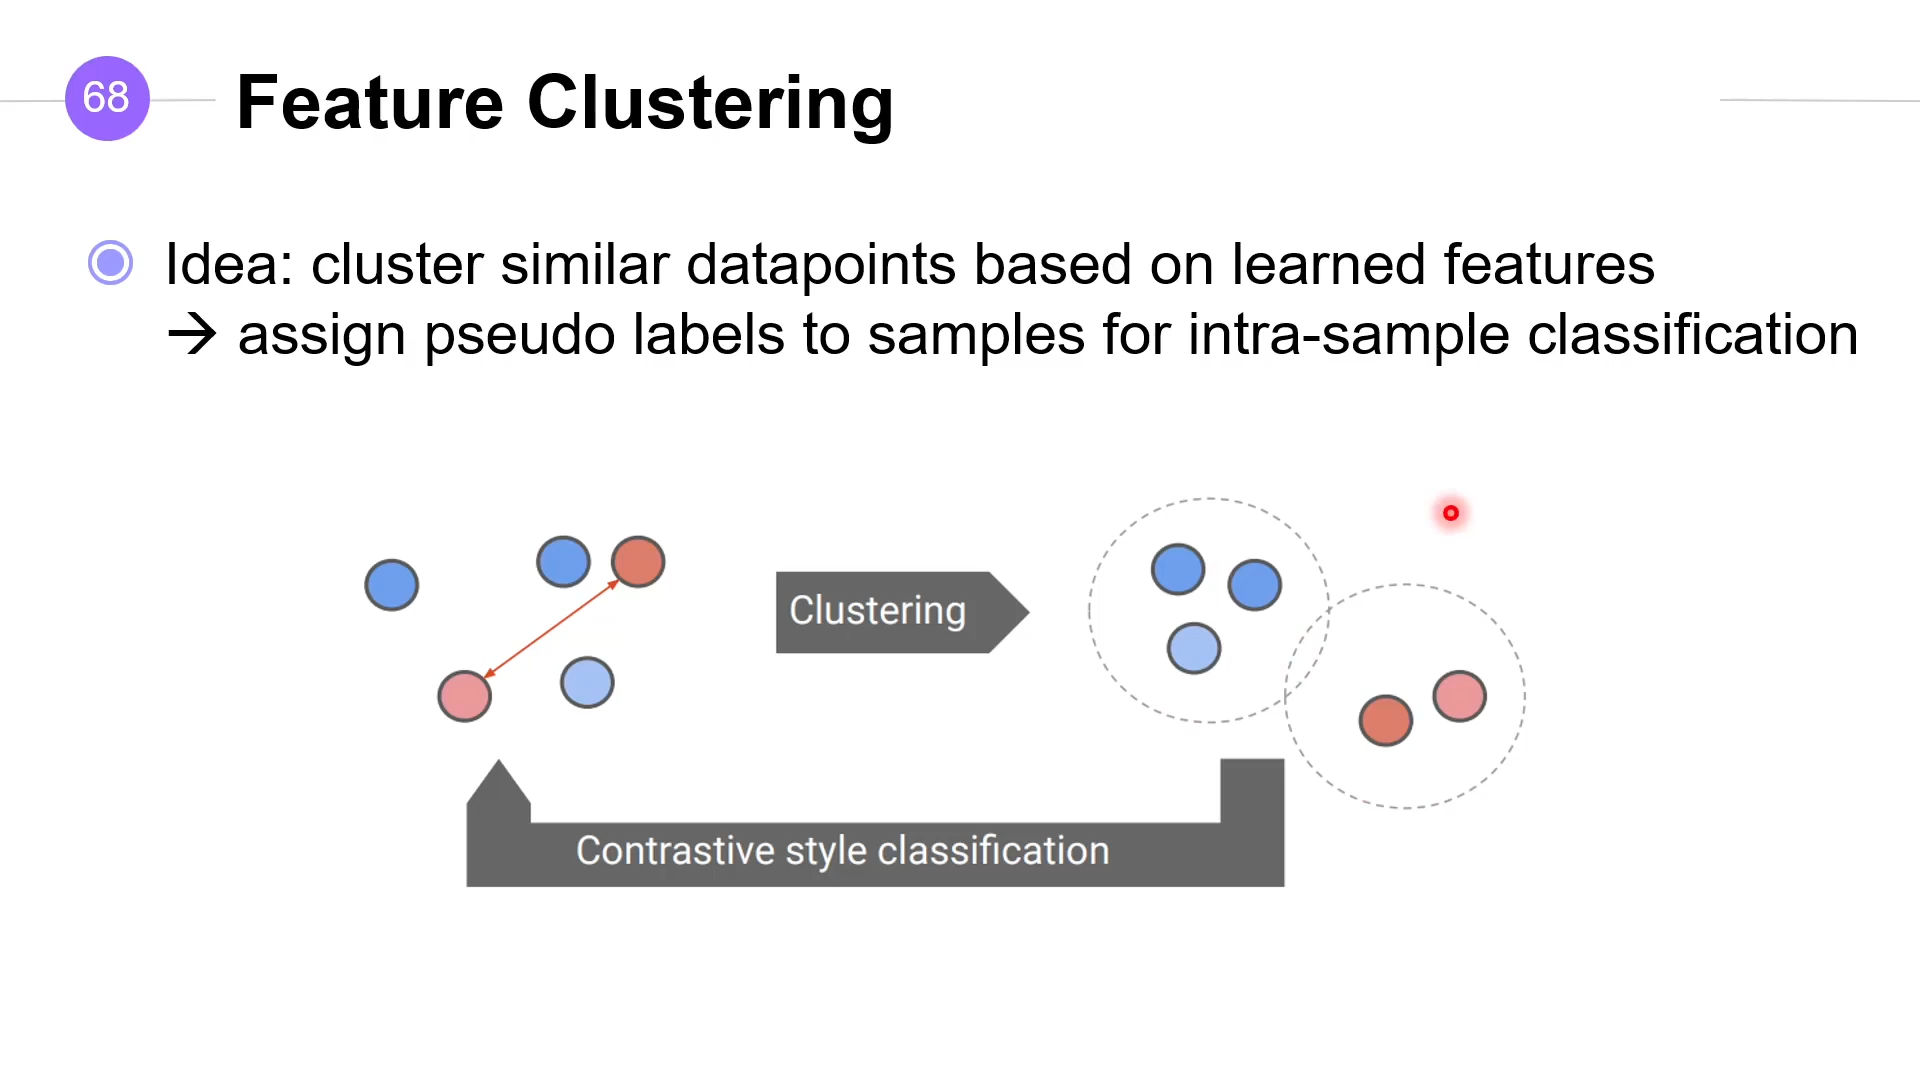 68
Feature Clustering
Idea: cluster similar datapoints based on learned features
→ assign pseudo labels to samples for intra-sample classification
Clustering
Contrastive style classification